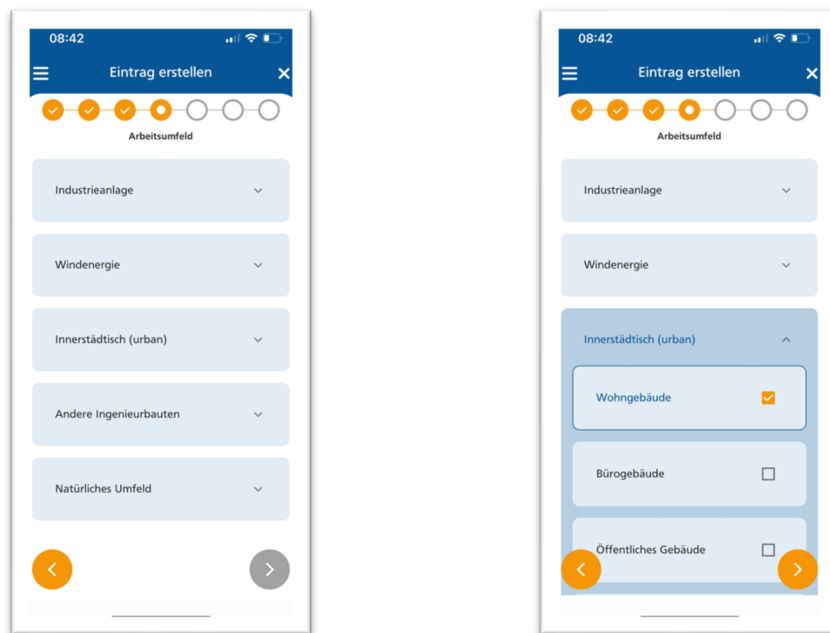 08:42
Eintrag erstellen
Arbeitsumfeld
Industrieanlage
Windenergie
Innerstädtisch (urban)
Andere Ingenieurbauten
Natürliches Umfeld
08:42
Eintrag erstellen
Arbeitsumfeld
Industrieanlage
Windenergie
Innerstädtisch (urban)
Wohngebäude
Bürogebäude
Öffentliches Gebäude